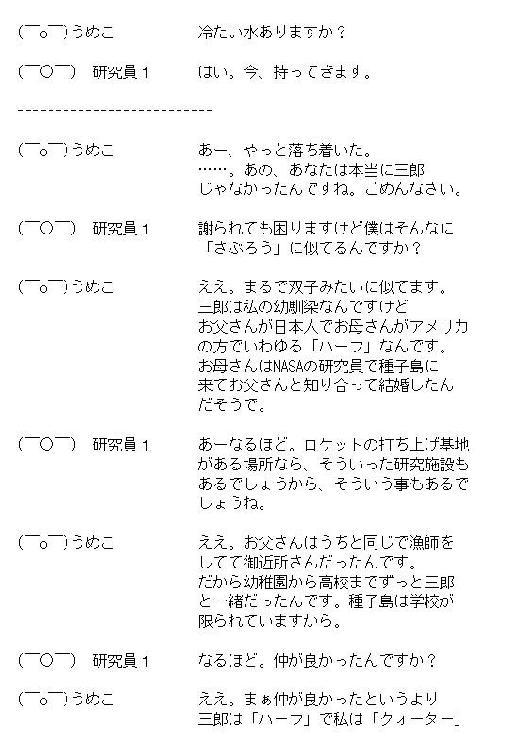 (￣o￣)うめこ　冷たい水ありますか？
(￣○￣)　研究員１　はい。今、持ってきます。
--------------------------
(￣o￣)うめこ　あー、やっと落ち着いた。
……。あの、あなたは本当に三郎
じゃなかったんですね。ごめんなさい。
(￣○￣)　研究員１　謝られても困りますけど僕はそんなに
「さぶろう」に似てるんですか？
(￣o￣)うめこ　ええ。まるで双子みたいに似てます。
三郎は私の幼馴染なんですけど
お父さんが日本人でお母さんがアメリカ
の方でいわゆる「ハーフ」なんです。
お母さんはNASAの研究員で種子島に
来てお父さんと知り合って結婚したん
だそうで。
(￣○￣)　研究員１　あーなるほど。ロケットの打ち上げ基地
がある場所なら、そういった研究施設も
あるでしょうから、そういう事もあるで
しょうね。
(￣o￣)うめこ　ええ。お父さんはうちと同じで漁師を
してて御近所さんだったんです。
だから幼稚園から高校までずっと三郎
と一緒だったんです。種子島は学校が
限られていますから。
(￣○￣)　研究員１　なるほど。仲が良かったんですか？
(￣o￣)うめこ　ええ。まぁ仲が良かったというより
三郎は「ハーフ」で私は「クォーター」